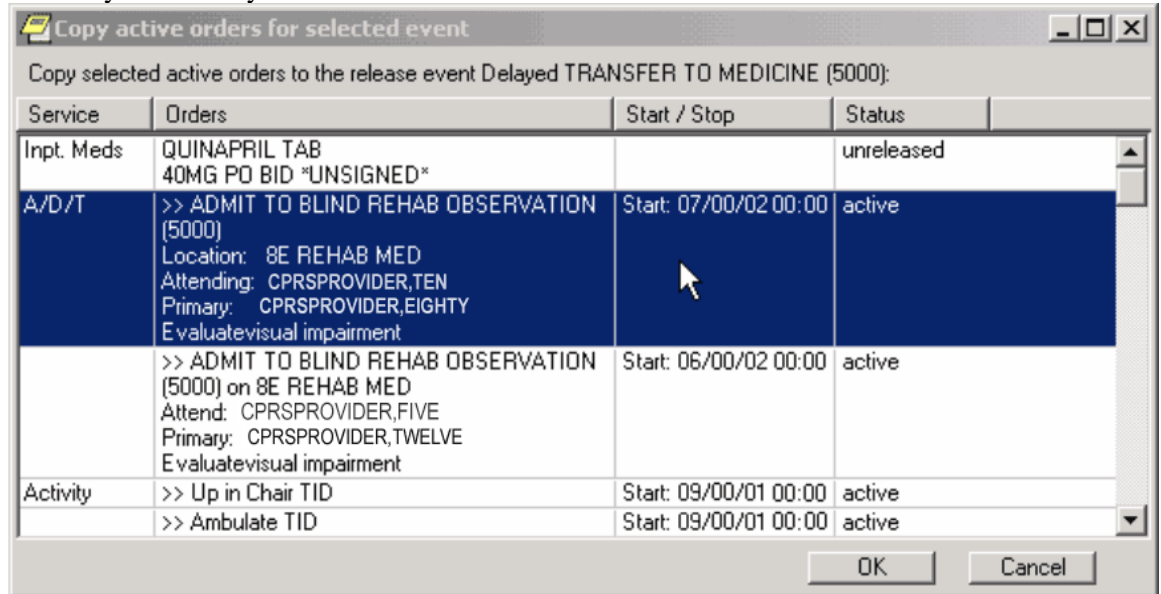 Copy active orders for selected event
Copy selected active orders to the release event Delayed TRANSFER TO MEDICINE (5000):
Service Orders Start / Stop Status
Inpt. Meds QUINAPRIL TAB unreleased
40MG PO BID *UNSIGNED*
A/D/T >> ADMIT TO BLIND REHAB OBSERVATION Start: 07/00/02 00:00 active
(5000)
Location: 8E REHAB MED
Attending: CPRSPROVIDER,TEN
Primary: CPRSPROVIDER,EIGHTY
Evaluatevisual impairment
>> ADMIT TO BLIND REHAB OBSERVATION Start: 06/00/02 00:00 active
(5000) on 8E REHAB MED
Attend: CPRSPROVIDER,FIVE
Primary: CPRSPROVIDER,TWELVE
Evaluatevisual impairment
Activity >> Up in Chair TID Start: 09/00/01 00:00 active
>> Ambulate TID Start: 09/00/01 00:00 active
OK Cancel